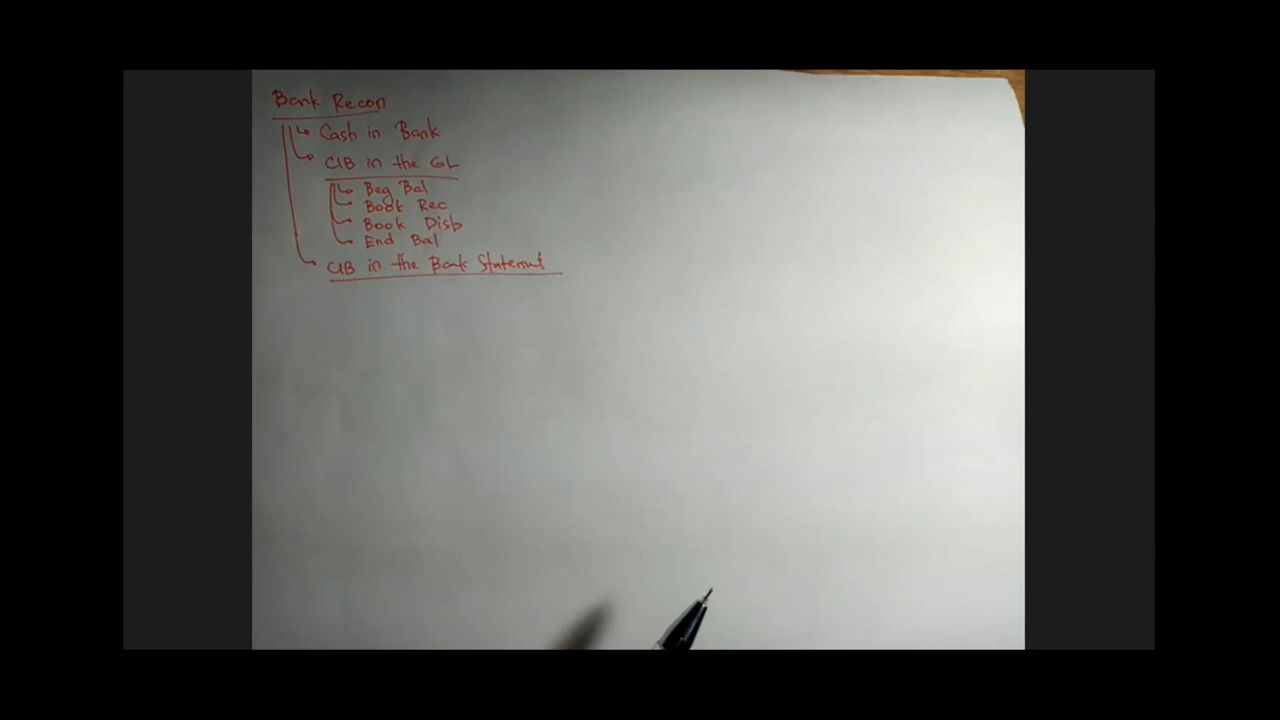 Bank Recon
Cash in Bank
CIB in the GL
Beg Bal
Book Rec
Book Disb
End Bal
CIB in the Bank Statement